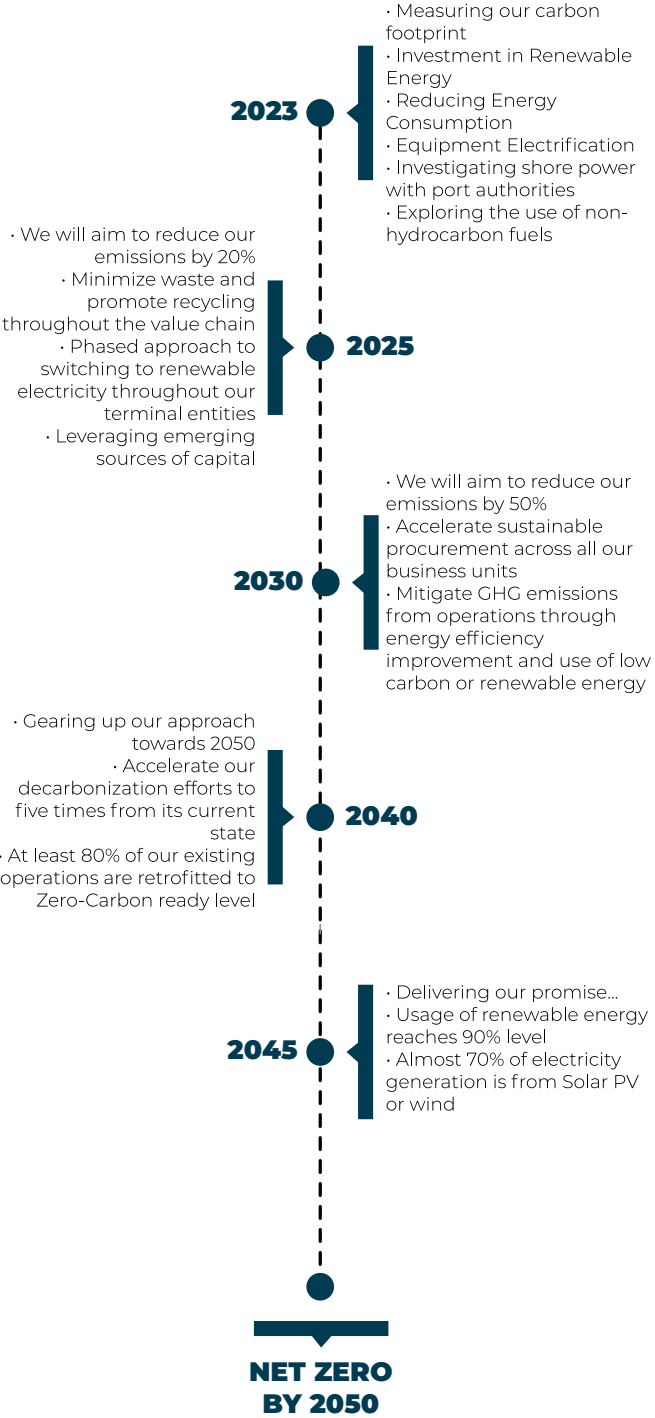 · Measuring our carbon
footprint
· Investment in Renewable
Energy
· Reducing Energy
Consumption
· Equipment Electrification
· Investigating shore power
with port authorities
· Exploring the use of non-
hydrocarbon fuels
2023
· We will aim to reduce our
emissions by 20%
· Minimize waste and
promote recycling
throughout the value chain
· Phased approach to
switching to renewable
electricity throughout our
terminal entities
· Leveraging emerging
sources of capital
2025
· We will aim to reduce our
emissions by 50%
· Accelerate sustainable
procurement across all our
business units
· Mitigate GHG emissions
from operations through
energy efficiency
improvement and use of low
carbon or renewable energy
2030
· Gearing up our approach
towards 2050
· Accelerate our
decarbonization efforts to
five times from its current
state
· At least 80% of our existing
operations are retrofitted to
Zero-Carbon ready level
2040
· Delivering our promise...
· Usage of renewable energy
reaches 90% level
· Almost 70% of electricity
generation is from Solar PV
or wind
2045
NET ZERO
BY 2050